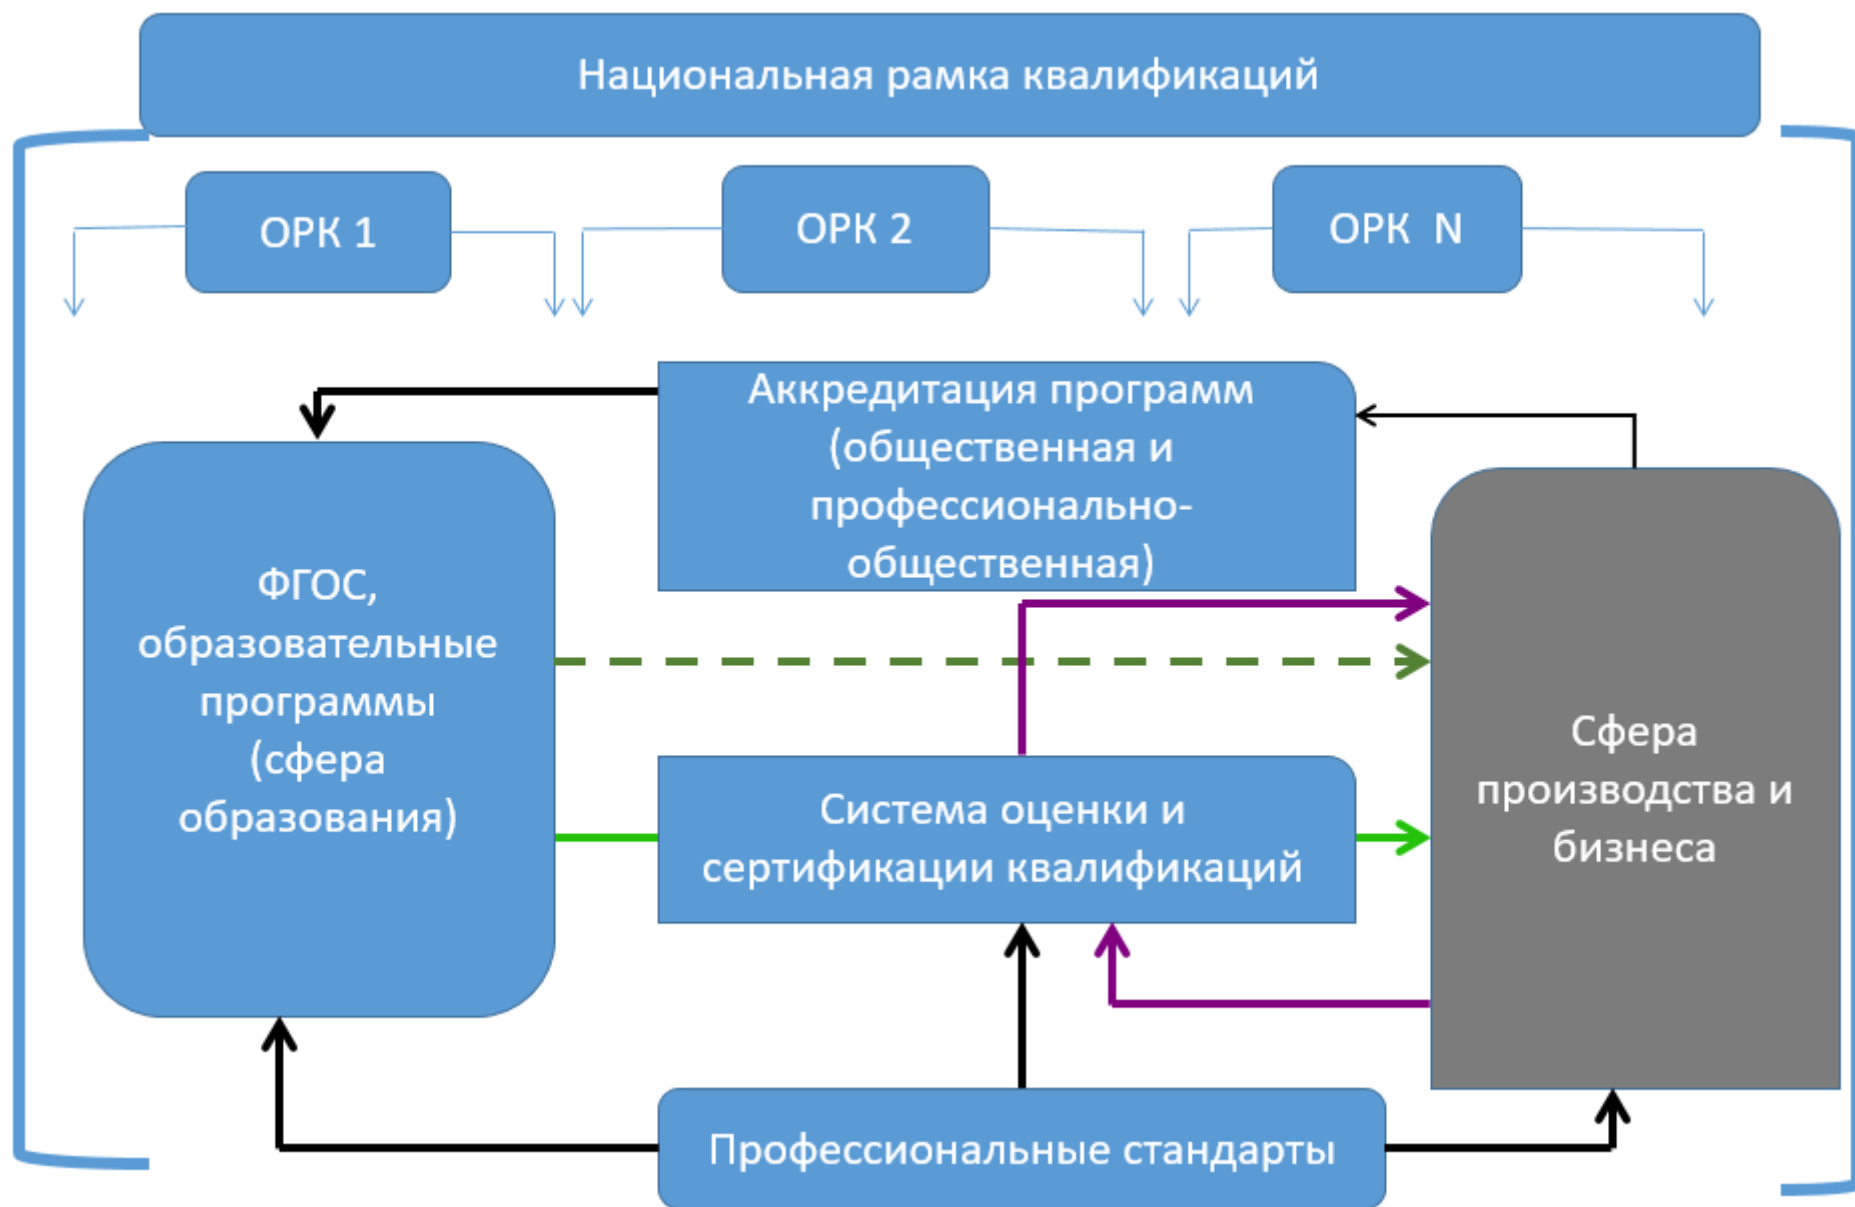 Национальная рамка квалификаций
ОРК 1
ОРК 2
ОРК N
Аккредитация программ
(общественная и
профессионально-
общественная)
ФГОС,
образовательные
программы
(сфера
образования)
Система оценки и
сертификации квалификаций
Сфера
производства и
бизнеса
Профессиональные стандарты